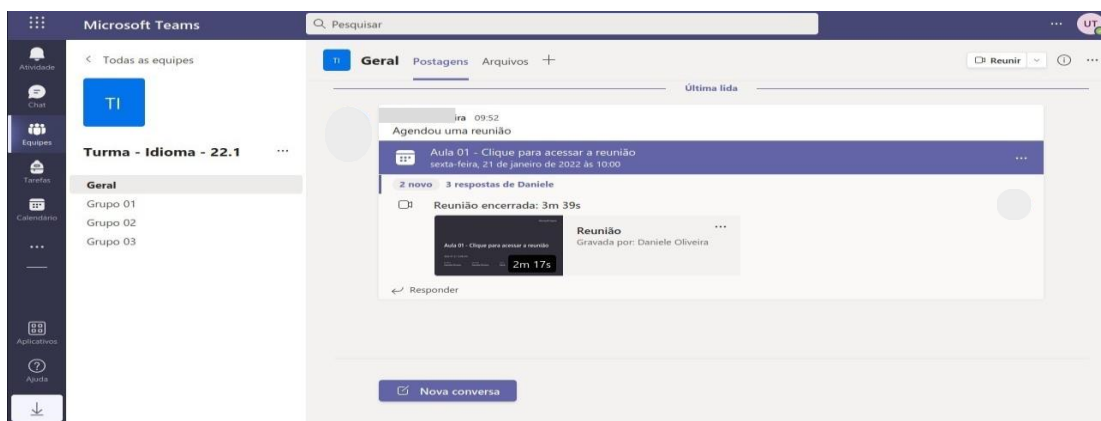 Microsoft Teams
Pesquisar
UT
Atividade
Chat
Equipes
Tarefas
Calendário
Aplicativos
Ajuda
Todas as equipes
TI
Turma - Idioma - 22.1
Geral
Grupo 01
Grupo 02
Grupo 03
TI Geral Postagens Arquivos
Reunir
Última lida
ira 09:52
Agendou uma reunião
Aula 01 - Clique para acessar a reunião
sexta-feira, 21 de janeiro de 2022 às 10:00
2 novo 3 respostas de Daniele
Reunião encerrada: 3m 39s
Aula 01 - Clique para acessar a reunião
2m 17s
Reunião
Gravada por: Daniele Oliveira
Responder
Nova conversa